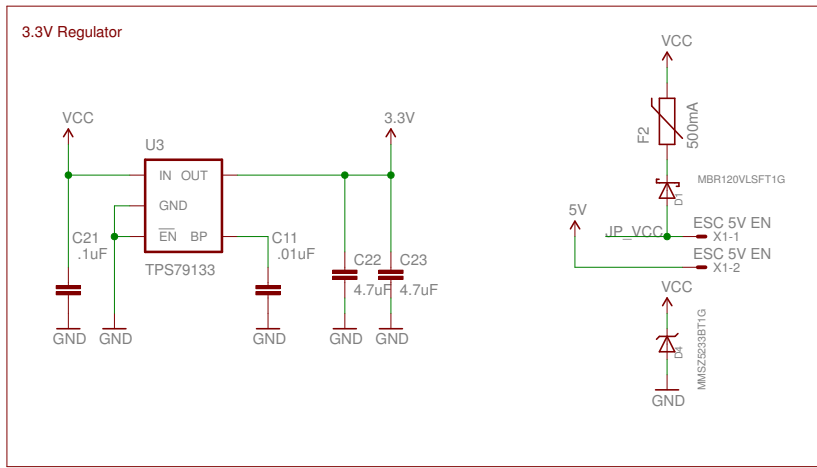 3.3V Regulator
VCC
U3
IN OUT
GND
EN BP
TPS79133
C21
.1uF
C11
.01uF
3.3V
C22
4.7uF
C23
4.7uF
GND
GND
GND
GND
GND
VCC
F2
500mA
MBR120VLSFT1G
D1
5V
JP_VCC
ESC 5V EN
X1-1
ESC 5V EN
X1-2
VCC
D4
MMSZ5233BT1G
GND